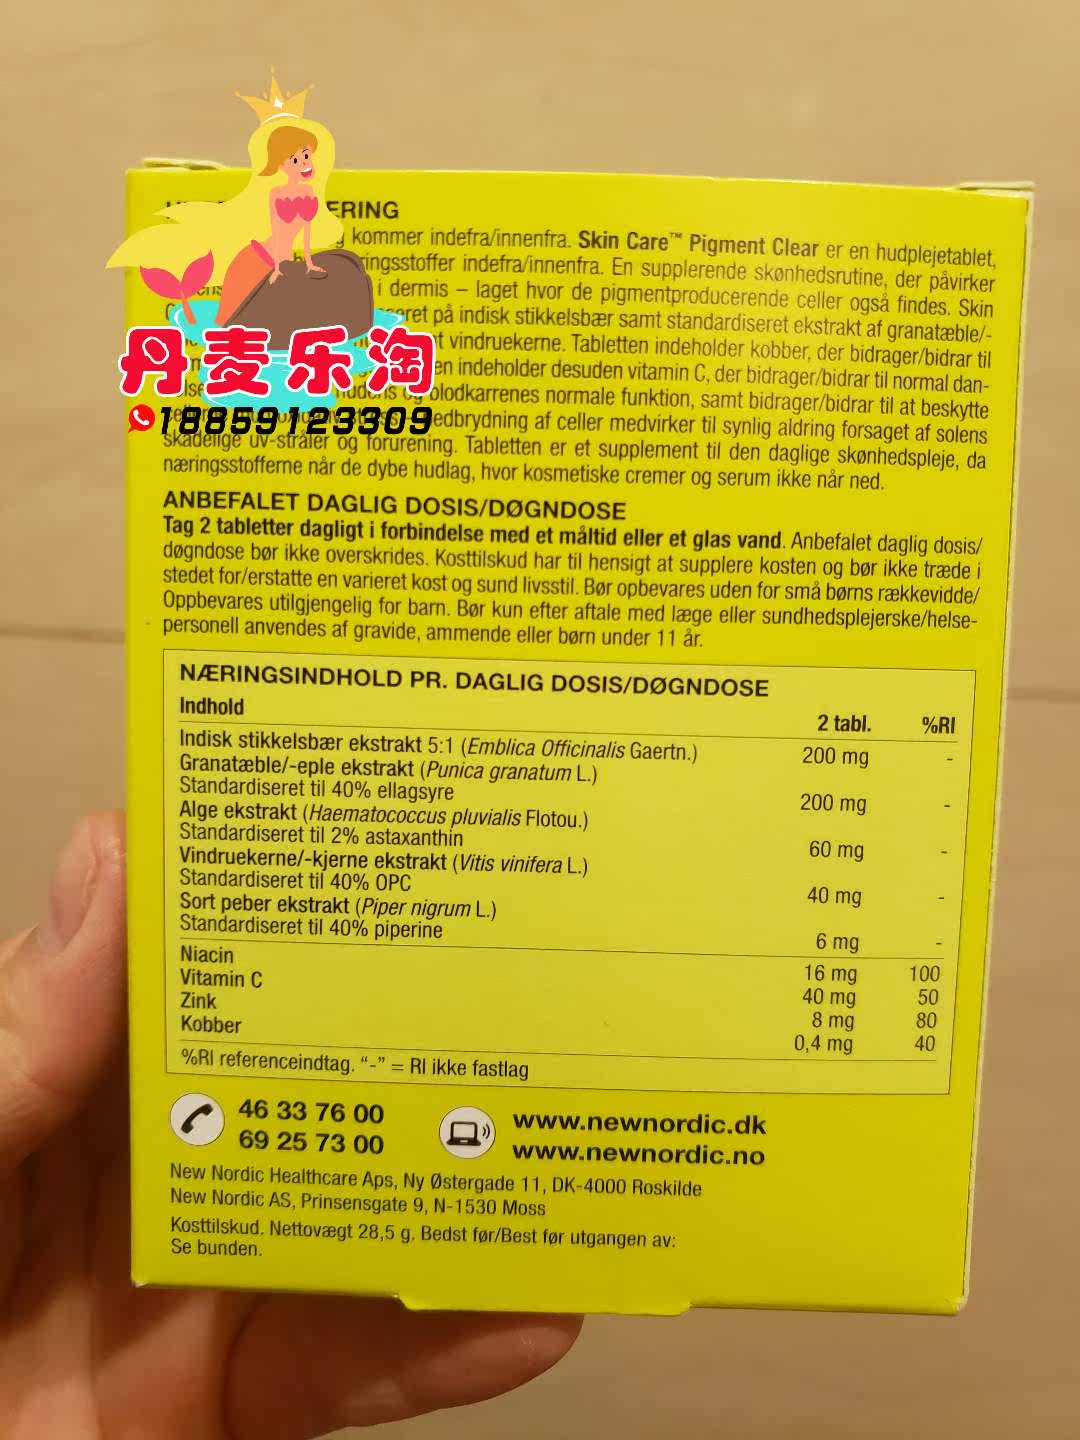 ERING
kommer indefra/innenfra. Skin Care™ Pigment Clear er en hudplejetablet,
ingsstoffer indefra/innenfra. En supplerende skønhedsrutine, der påvirker
i dermis – laget hvor de pigmentproducerende celler også findes. Skin
på indisk stikkelsbær samt standardiseret ekstrakt af granatæble/-
vindruekerne. Tabletten indeholder kobber, der bidrager/bidrar til
en indeholder desuden vitamin C, der bidrager/bidrar til normal dan-
blodkarrenes normale funktion, samt bidrager/bidrar til at beskytte
nedbrydning af celler medvirker til synlig aldring forsaget af solens
skadelige uv-stråler og forurening. Tabletten er et supplement til den daglige skønhedspleje, da
næringsstofferne når de dybe hudlag, hvor kosmetiske cremer og serum ikke når ned.
丹麦乐淘
18859123309
ANBEFALET DAGLIG DOSIS/DØGNDOSE
Tag 2 tabletter dagligt i forbindelse med et måltid eller et glas vand. Anbefalet daglig dosis/
døgndose bør ikke overskrides. Kosttilskud har til hensigt at supplere kosten og bør ikke træde i
stedet for/erstatte en varieret kost og sund livsstil. Bør opbevares uden for små børns rækkevidde/
Oppbevares utilgjengelig for barn. Bør kun efter aftale med læge eller sundhedsplejerske/helse-
personell anvendes af gravide, ammende eller børn under 11 år.
NÆRINGSINDHOLD PR. DAGLIG DOSIS/DØGNDOSE
Indhold 2 tabl. %RI
Indisk stikkelsbær ekstrakt 5:1 (Emblica Officinalis Gaertn.) 200 mg -
Granatæble/-eple ekstrakt (Punica granatum L.)
Standardiseret til 40% ellagsyre 200 mg -
Alge ekstrakt (Haematococcus pluvialis Flotou.)
Standardiseret til 2% astaxanthin 60 mg -
Vindruekerne/-kjerne ekstrakt (Vitis vinifera L.)
Standardiseret til 40% OPC 40 mg -
Sort peber ekstrakt (Piper nigrum L.)
Standardiseret til 40% piperine 6 mg -
Niacin 16 mg 100
Vitamin C 40 mg 50
Zink 8 mg 80
Kobber 0,4 mg 40
%RI referenceindtag. “-” = RI ikke fastlag
46 33 76 00
69 25 73 00
www.newnordic.dk
www.newnordic.no
New Nordic Healthcare Aps, Ny Østergade 11, DK-4000 Roskilde
New Nordic AS, Prinsensgate 9, N-1530 Moss
Kosttilskud. Nettovægt 28,5 g. Bedst før/Best før utgangen av:
Se bunden.